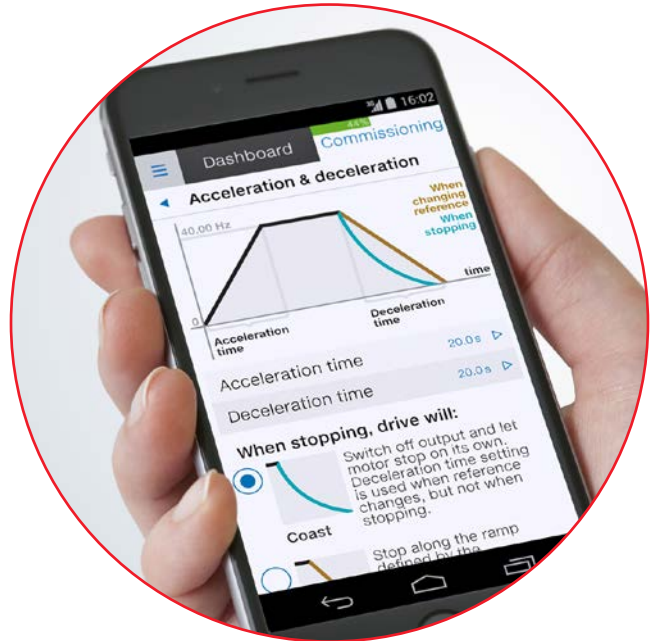 3G 16:02
44%
Dashboard
Commissioning
Acceleration & deceleration
When
changing
reference
When
stopping
40.00 Hz
0
time
Acceleration
time
Deceleration
time
Acceleration time 20.0s
Deceleration time 20.0s
When stopping, drive will:
Switch off output and let
motor stop on its own.
Deceleration time setting
is used when reference
changes, but not when
stopping.
Coast
Stop along the ramp
defined by the